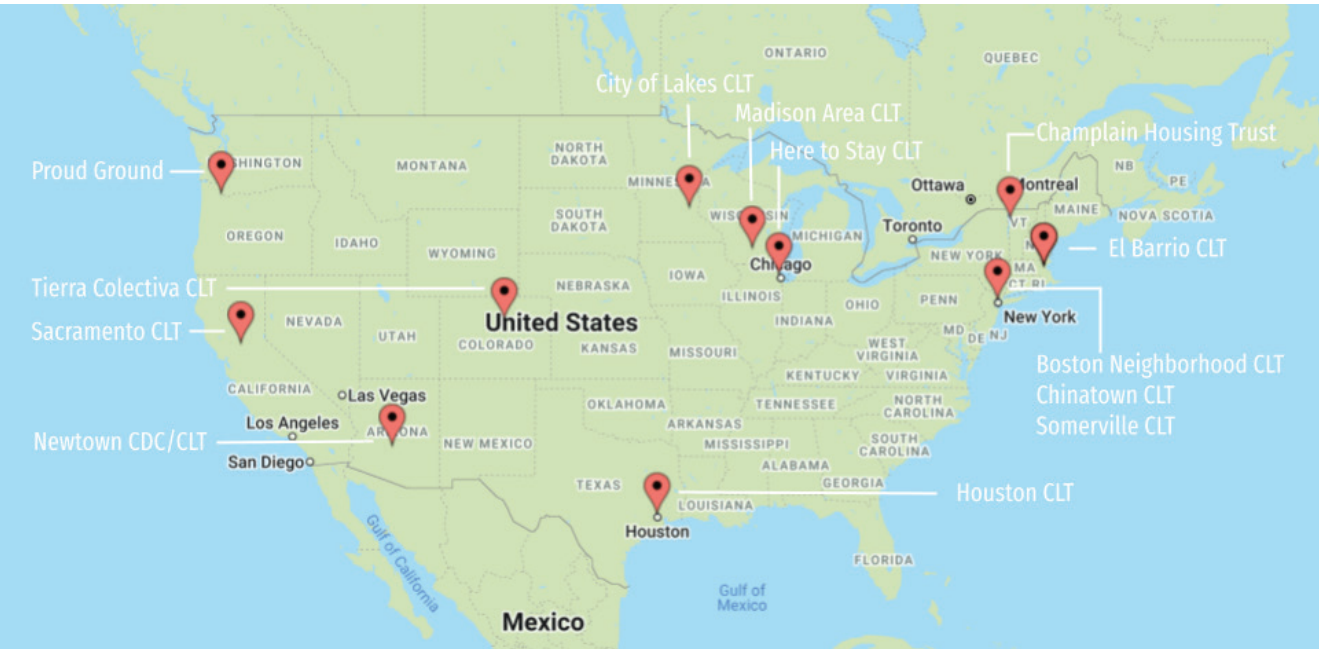 ONTARIO
QUEBEC
City of Lakes CLT
Madison Area CLT
Champlain Housing Trust
Here to Stay CLT
Proud Ground
SHINGTON
MONTANA
NORTH
DAKOTA
MINNE
A
Ottawa
Montreal
NB
PE
MAINE
NOVA SCOTIA
VT
OREGON
IDAHO
SOUTH
DAKOTA
WISC
SIN
MICHIGAN
Toronto
WYOMING
NEW YORK
N
El Barrio CLT
MA
CT RI
Chicago
IOWA
NEBRASKA
Tierra Colectiva CLT
Sacramento CLT
NEVADA
UTAH
United States
COLORADO
KANSAS
MISSOURI
ILLINOIS
INDIANA
OHIO
PENN
New York
MD
DE
NJ
WEST
VIRGINIA
KENTUCKY
VIRGINIA
Boston Neighborhood CLT
Chinatown CLT
Somerville CLT
CALIFORNIA
Las Vegas
Los Angeles
San Diego
Newtown CDC/CLT
AR
ONA
NEW MEXICO
OKLAHOMA
ARKANSAS
TENNESSEE
NORTH
CAROLINA
MISSISSIPPI
SOUTH
CAROLINA
ALABAMA
GEORGIA
TEXAS
LOUISIANA
Houston CLT
Houston
FLORIDA
Gulf of California
Gulf of
Mexico
Mexico